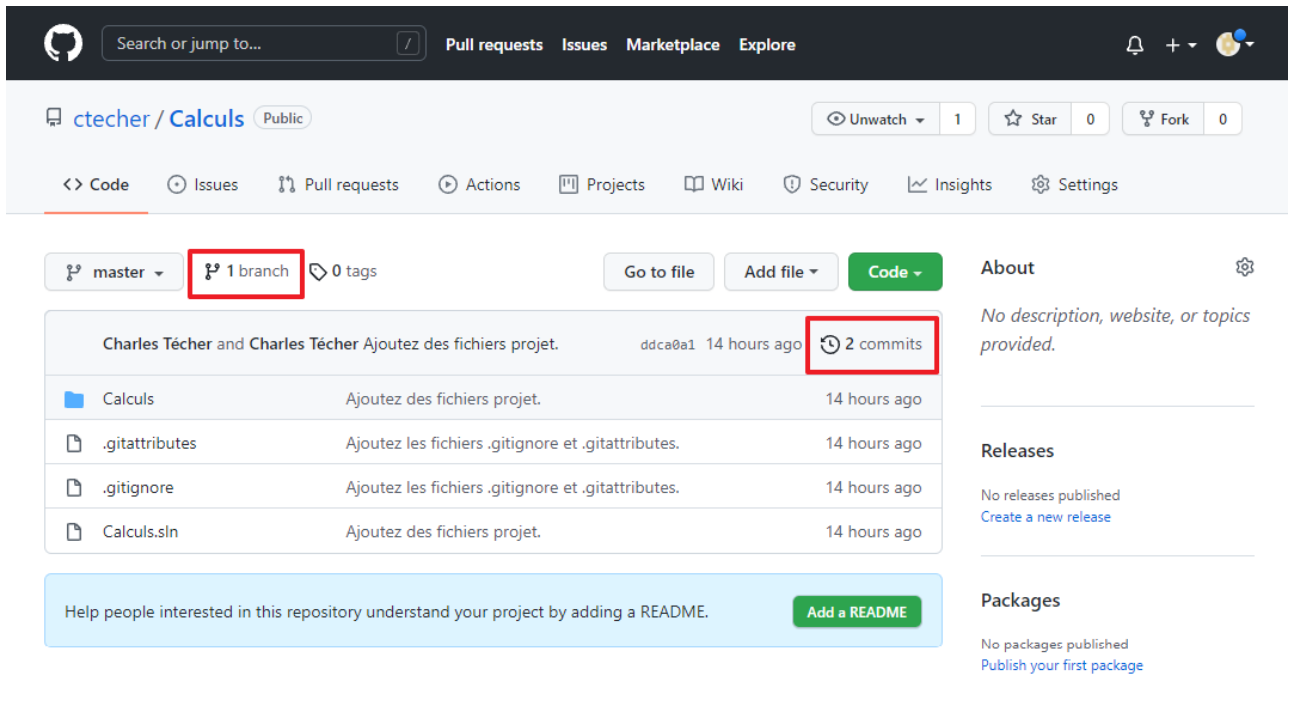 Search or jump to... / Pull requests Issues Marketplace Explore
ctecher / Calculs Public Unwatch 1 Star 0 Fork 0
Code Issues Pull requests Actions Projects Wiki Security Insights Settings
master 1 branch 0 tags Go to file Add file Code
Charles Técher and Charles Técher Ajoutez des fichiers projet. ddca0a1 14 hours ago 2 commits
Calculs Ajoutez des fichiers projet. 14 hours ago
.gitattributes Ajoutez les fichiers .gitignore et .gitattributes. 14 hours ago
.gitignore Ajoutez les fichiers .gitignore et .gitattributes. 14 hours ago
Calculs.sln Ajoutez des fichiers projet. 14 hours ago
Help people interested in this repository understand your project by adding a README. Add a README
About
No description, website, or topics
provided.
Releases
No releases published
Create a new release
Packages
No packages published
Publish your first package